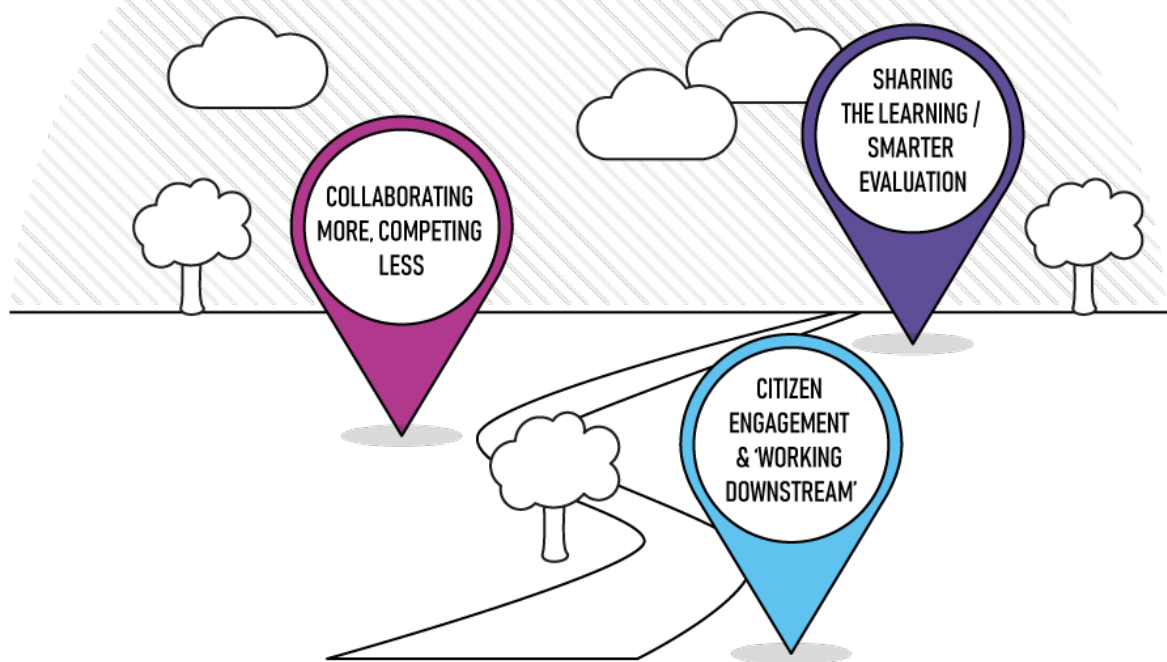 COLLABORATING
MORE, COMPETING
LESS
SHARING
THE LEARNING /
SMARTER
EVALUATION
CITIZEN
ENGAGEMENT
& ‘WORKING
DOWNSTREAM’